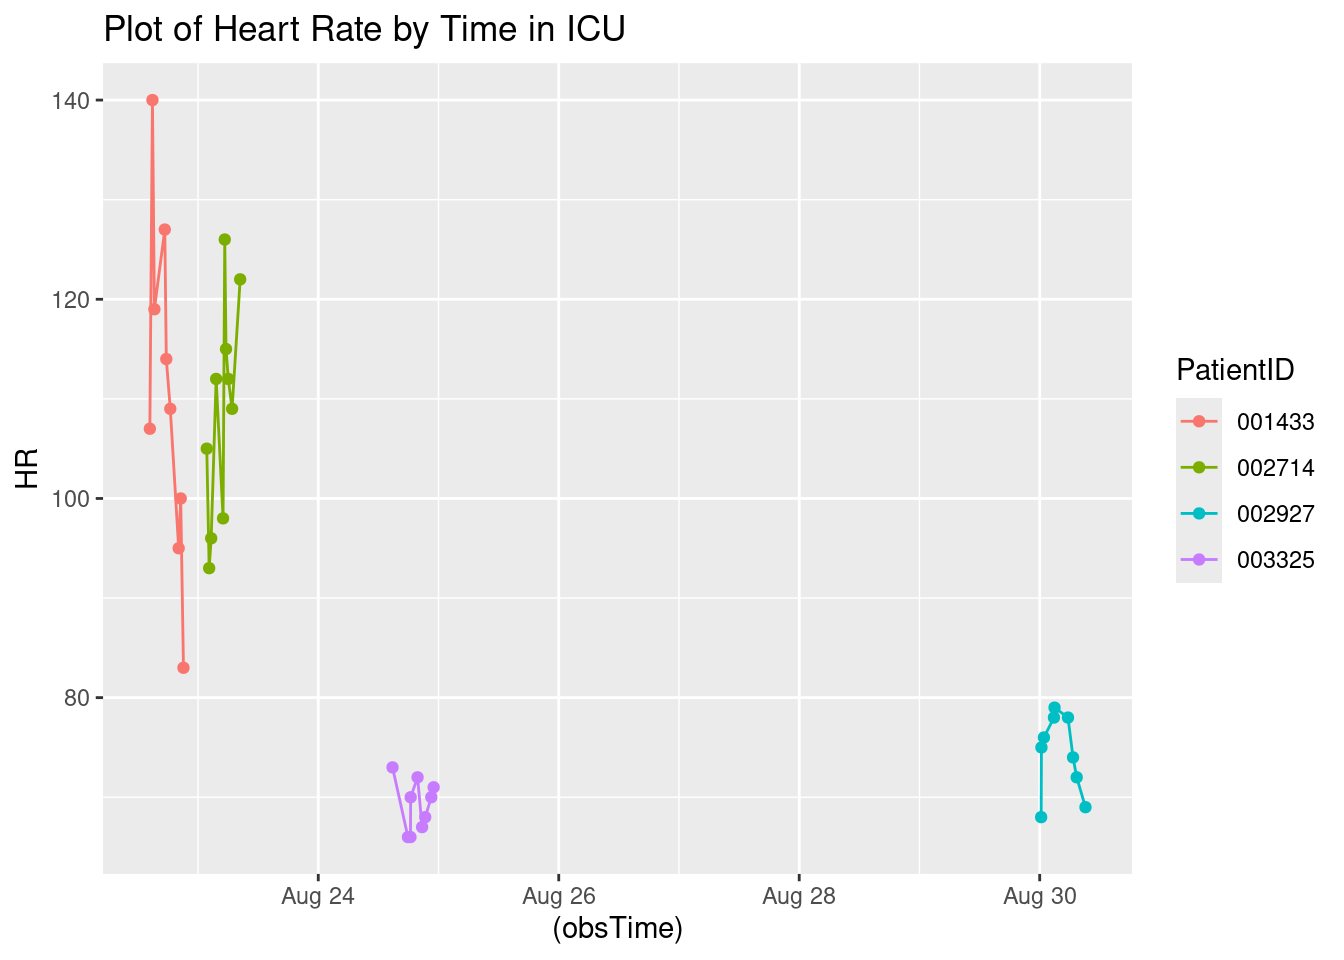 Plot of Heart Rate by Time in ICU
140
120
100
80
HR
Aug 24
Aug 26
Aug 28
Aug 30
(obsTime)
PatientID
001433
002714
002927
003325